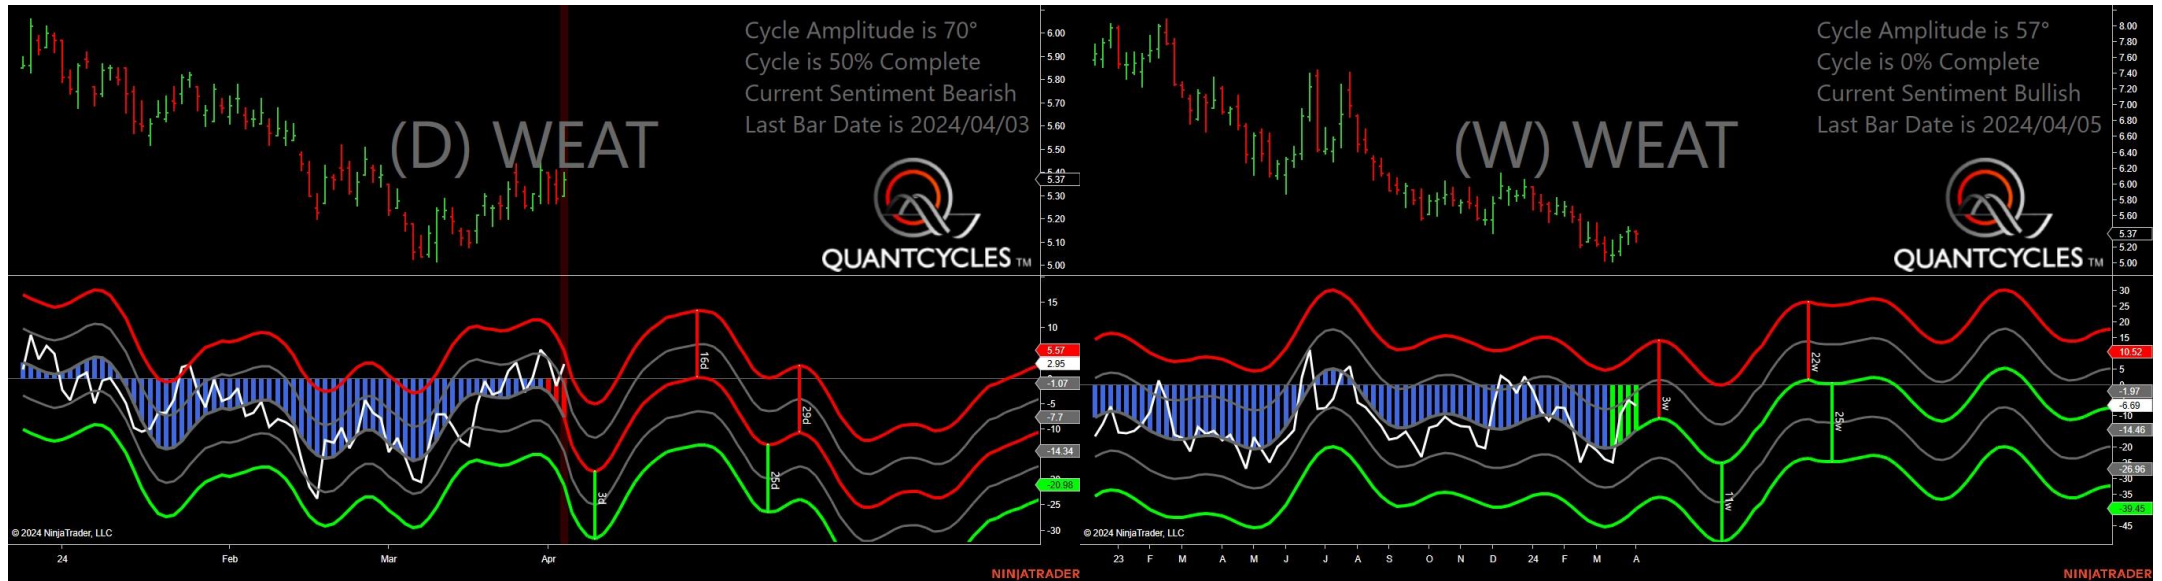 Cycle Amplitude is 70°
Cycle is 50% Complete
Current Sentiment Bearish
Last Bar Date is 2024/04/03
(D) WEAT
QUANTCYCLES TM
6.00
5.90
5.80
5.70
5.60
5.50
5.40
5.37
5.30
5.20
5.10
5.00
15
10
5.57
2.95
-1.07
-5
-7.7
-10
-14.34
-20.98
-25
-30
16d
29d
25d
3d
© 2024 NinjaTrader, LLC
24 Feb Mar Apr
NINJATRADER
Cycle Amplitude is 57°
Cycle is 0% Complete
Current Sentiment Bullish
Last Bar Date is 2024/04/05
(W) WEAT
QUANTCYCLES TM
8.00
7.80
7.60
7.40
7.20
7.00
6.80
6.60
6.40
6.20
6.00
5.80
5.60
5.37
5.20
5.00
30
25
20
15
10.52
5
-1.97
-6.69
-10
-14.46
-20
-26.96
-30
-35
-39.45
-45
22w
3w
25w
11w
© 2024 NinjaTrader, LLC
23 F M A M J J A S O N D 24 F M A
NINJATRADER